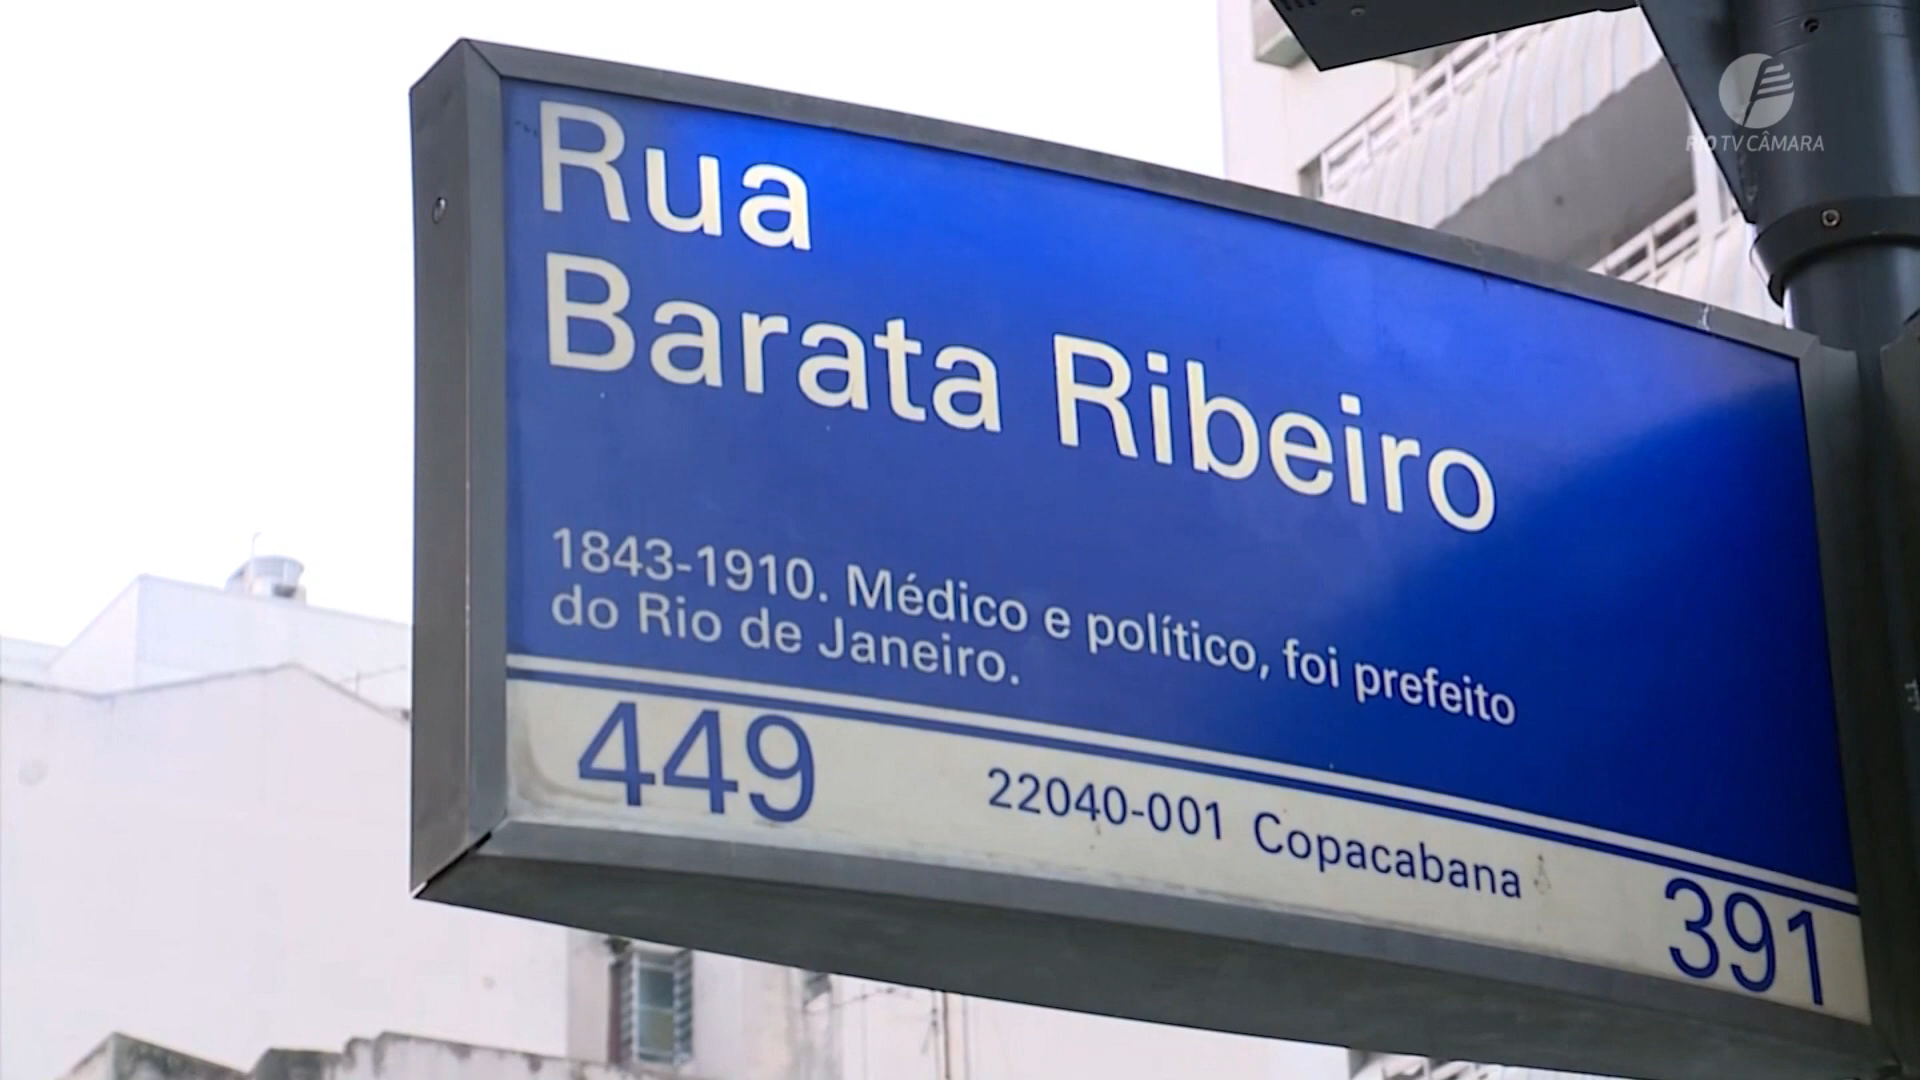 RIO TV CÂMARA
Rua
Barata Ribeiro
1843-1910. Médico e político, foi prefeito
do Rio de Janeiro.
449 22040-001 Copacabana 391